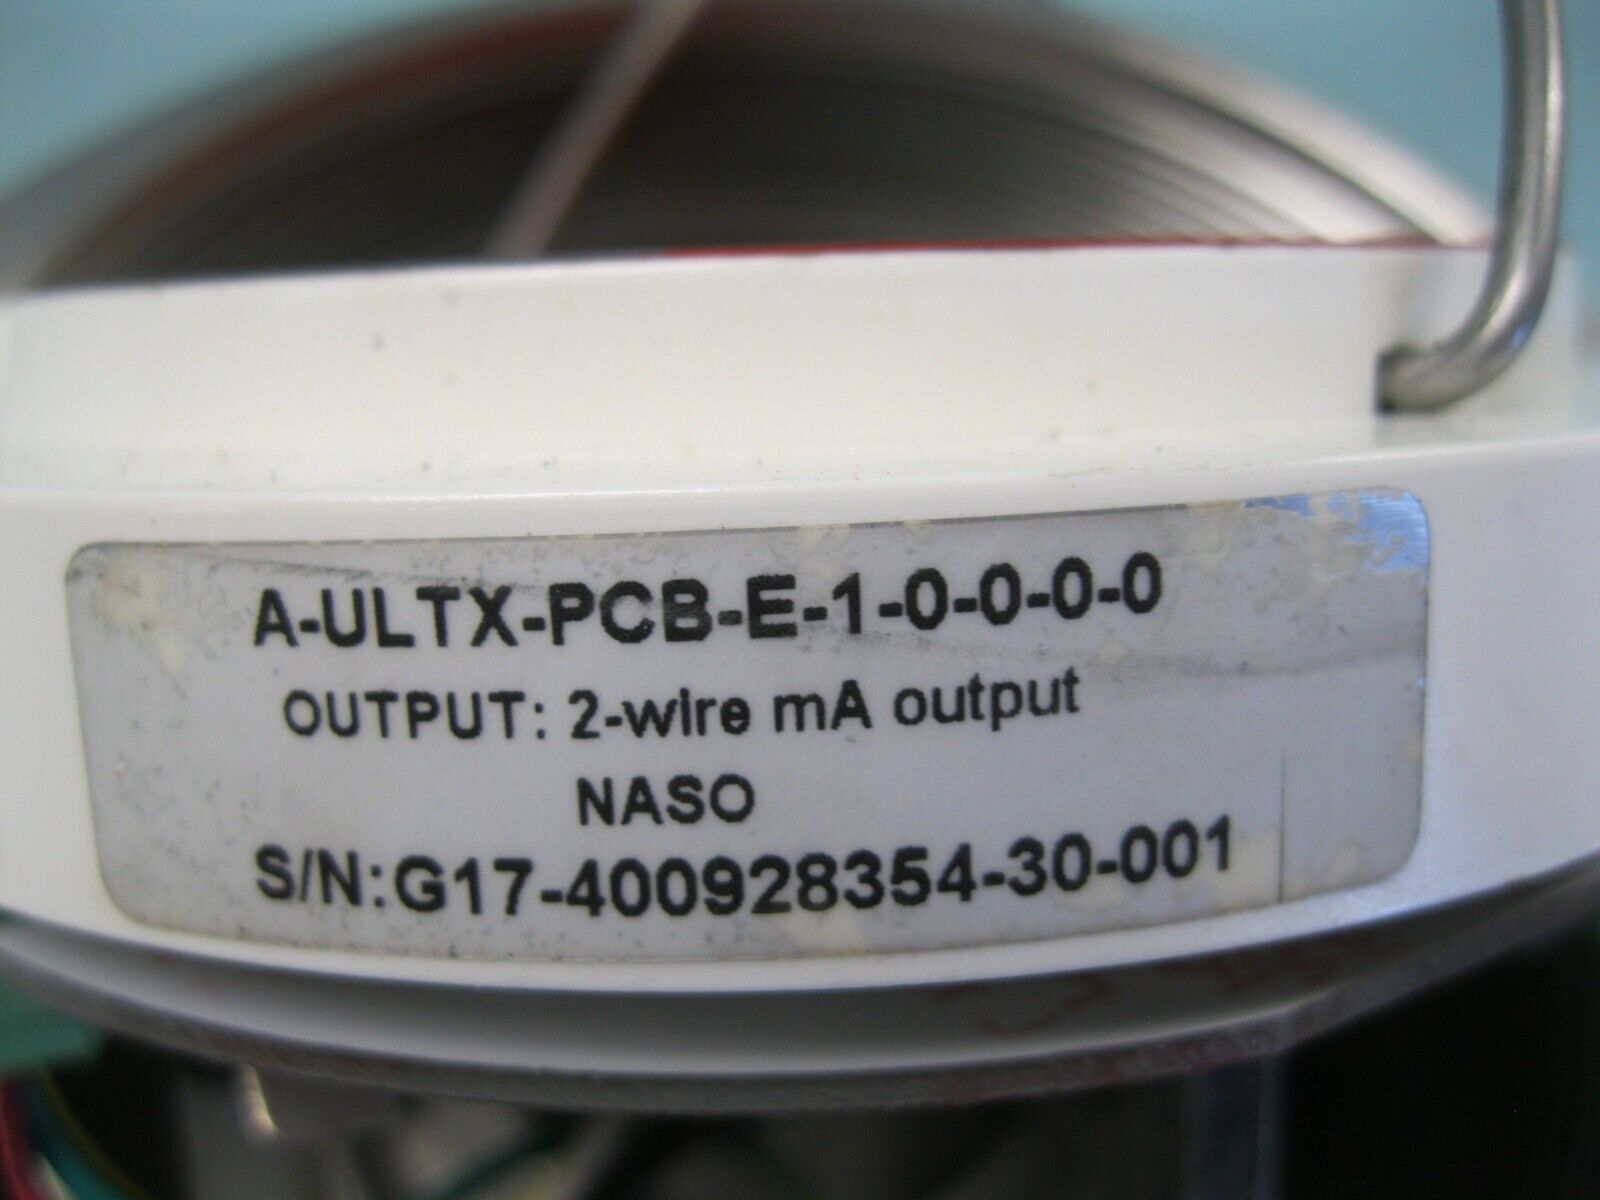 A-ULTX-PCB-E-1-0-0-0-0
OUTPUT: 2-wire mA output
NASO
S/N:G17-400928354-30-001